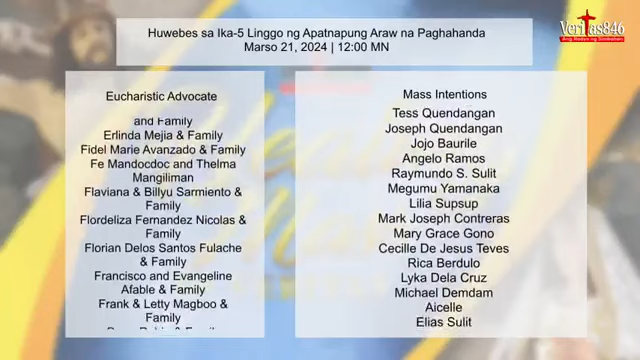 Huwebes sa Ika-5 Linggo ng Apatnapung Araw na Paghahanda
Marso 21, 2024 | 12:00 MN
Veritas846
Ang Radyo ng Simbahan
Eucharistic Advocate
and Family
Erlinda Mejia & Family
Fidel Marie Avanzado & Family
Fe Mandocdoc and Thelma
Mangiliman
Flaviana & Billyu Sarmiento &
Family
Flordeliza Fernandez Nicolas &
Family
Florian Delos Santos Fulache
& Family
Francisco and Evangeline
Afable & Family
Frank & Letty Magboo &
Family
Mass Intentions
Tess Quendangan
Joseph Quendangan
Jojo Baurile
Angelo Ramos
Raymundo S. Sulit
Megumu Yamanaka
Lilia Supsup
Mark Joseph Contreras
Mary Grace Gono
Cecille De Jesus Teves
Rica Berdulo
Lyka Dela Cruz
Michael Demdam
Aicelle
Elias Sulit